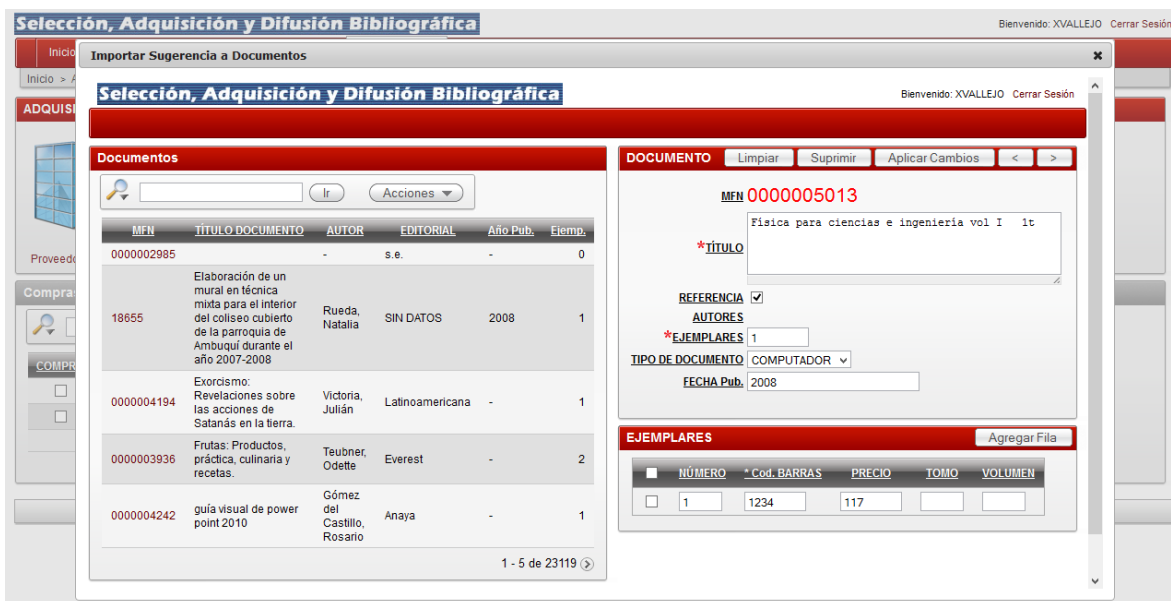 Selección, Adquisición y Difusión Bibliográfica
Bienvenido: XVALLEJO Cerrar Sesión
Inicio
Importar Sugerencia a Documentos
Inicio > A
Selección, Adquisición y Difusión Bibliográfica
Bienvenido: XVALLEJO Cerrar Sesión
ADQUISI
Proveedo
Compra
COMPR
Documentos
Ir
Acciones
MFN TÍTULO DOCUMENTO AUTOR EDITORIAL Año Pub. Ejemp.
0000002985 - s.e. - 0
Elaboración de un
mural en técnica
mixta para el interior
del coliseo cubierto
de la parroquia de
Ambuquí durante el
año 2007-2008
18655
Rueda,
Natalia
SIN DATOS 2008 1
Exorcismo:
Revelaciones sobre
las acciones de
Satanás en la tierra.
0000004194
Victoria,
Julián
Latinoamericana - 1
Frutas: Productos,
práctica, culinaria y
recetas.
0000003936
Teubner,
Odette
Everest - 2
0000004242
guía visual de power
point 2010
Gómez
del
Castillo,
Rosario
Anaya - 1
1 - 5 de 23119 >
DOCUMENTO Limpiar Suprimir Aplicar Cambios < >
MFN 0000005013
*TÍTULO Física para ciencias e ingeniería vol I 1t
REFERENCIA
AUTORES
*EJEMPLARES 1
TIPO DE DOCUMENTO COMPUTADOR
FECHA Pub. 2008
EJEMPLARES Agregar Fila
NÚMERO * Cod. BARRAS PRECIO TOMO VOLUMEN
1 1234 117